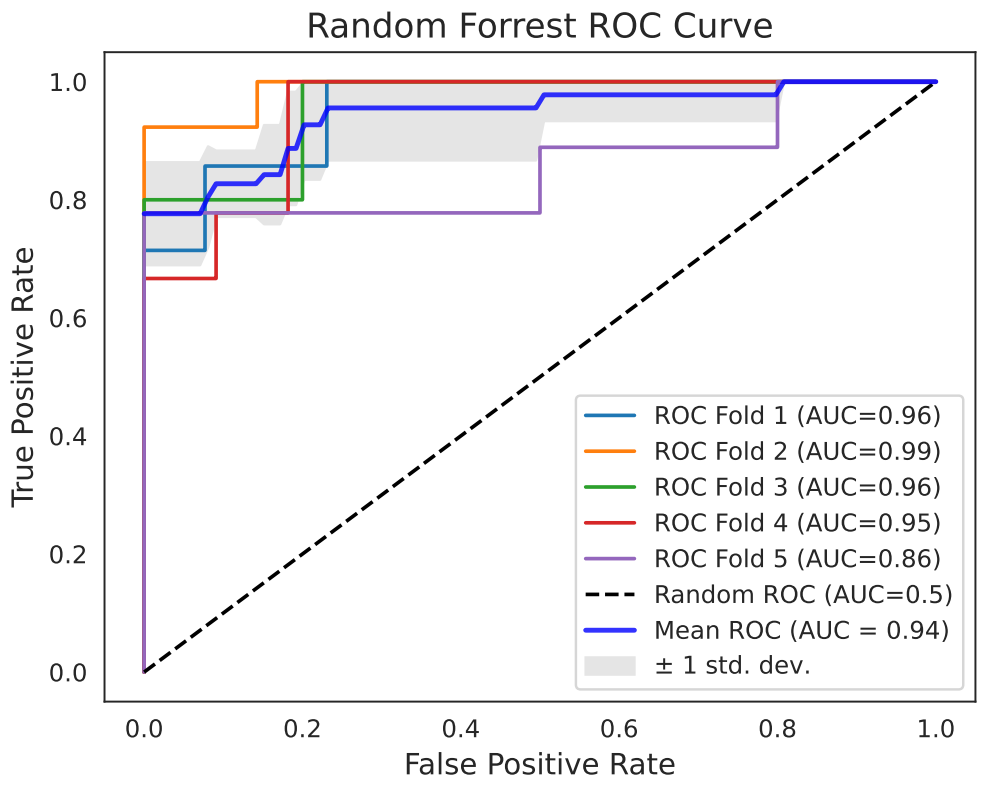 Random Forrest ROC Curve
True Positive Rate
1.0
0.8
0.6
0.4
0.2
0.0
ROC Fold 1 (AUC=0.96)
ROC Fold 2 (AUC=0.99)
ROC Fold 3 (AUC=0.96)
ROC Fold 4 (AUC=0.95)
ROC Fold 5 (AUC=0.86)
Random ROC (AUC=0.5)
Mean ROC (AUC = 0.94)
± 1 std. dev.
0.0 0.2 0.4 0.6 0.8 1.0
False Positive Rate